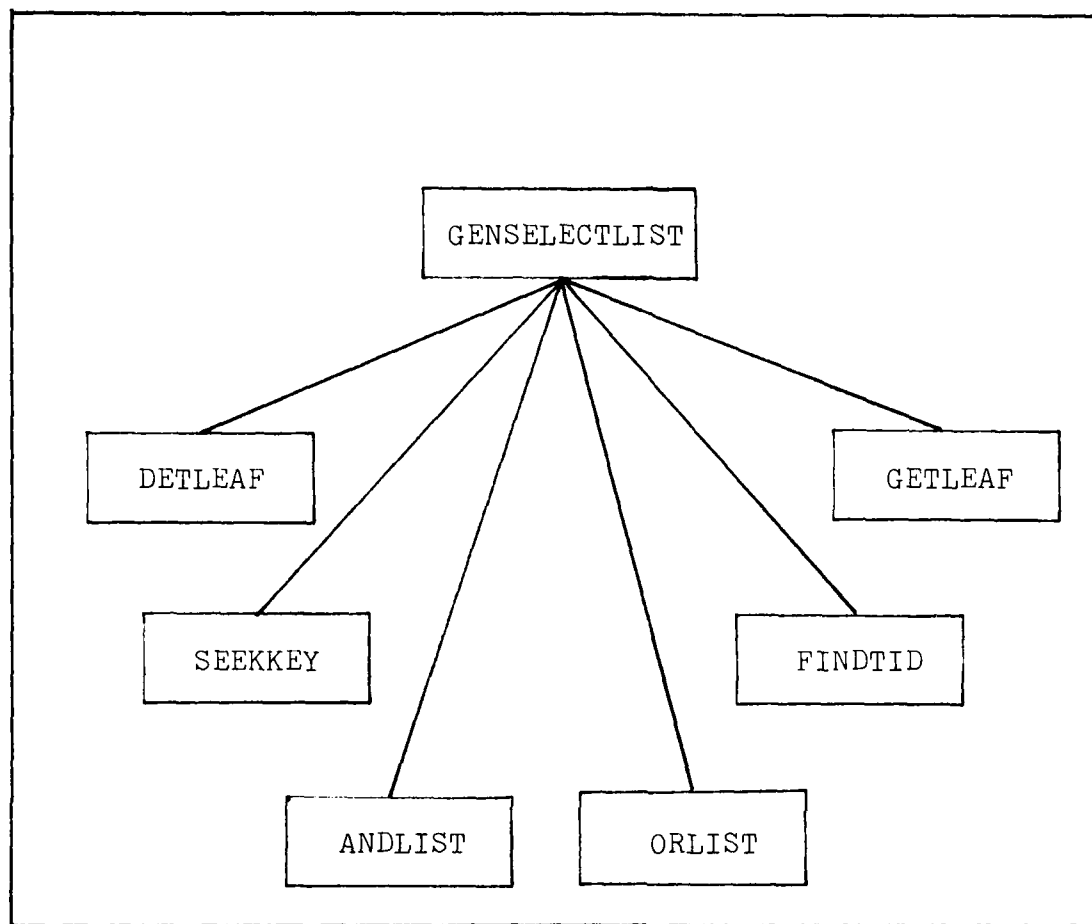 GENSELECTLIST
DETLEAF
GETLEAF
SEEKKEY
FINDTID
ANDLIST
ORLIST